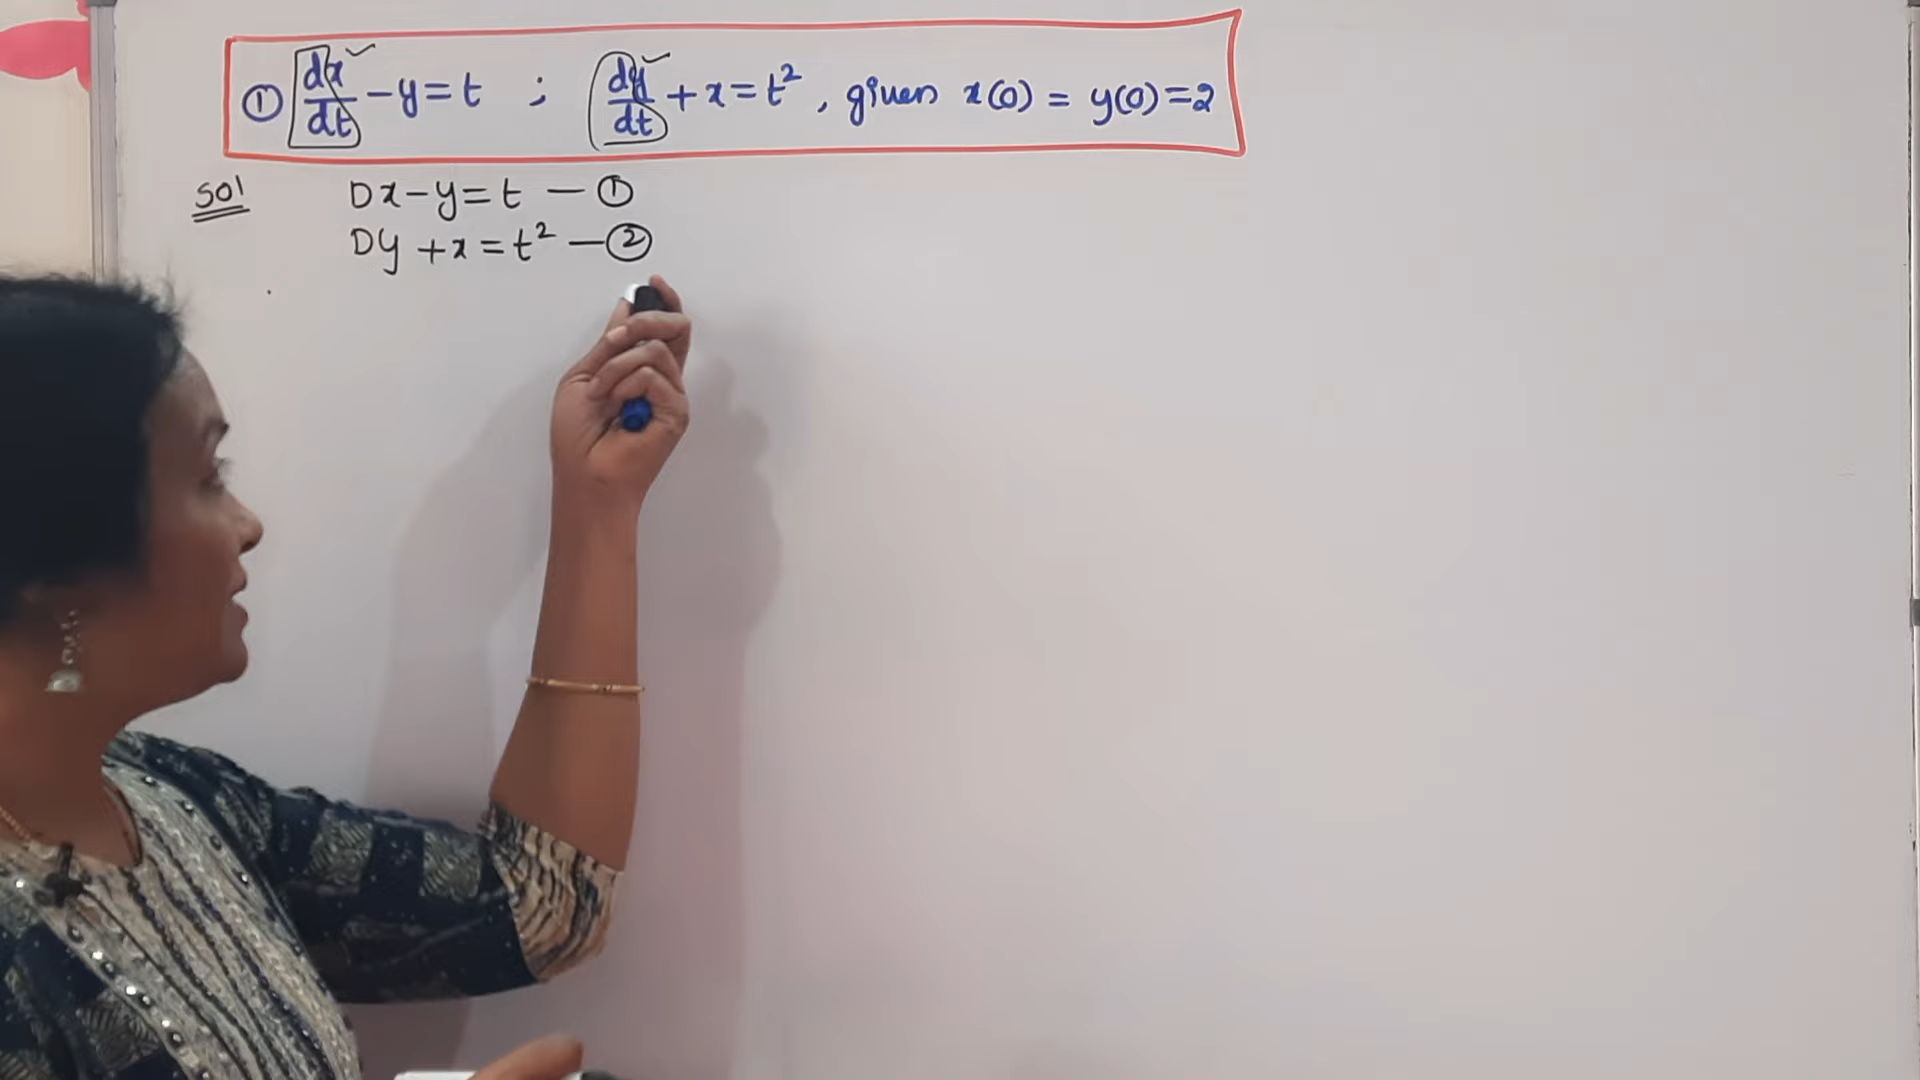 ① dx/dt - y = t ; dy/dt + x = t², given x(0) = y(0) = 2
Sol Dx - y = t — ①
Dy + x = t² — ②